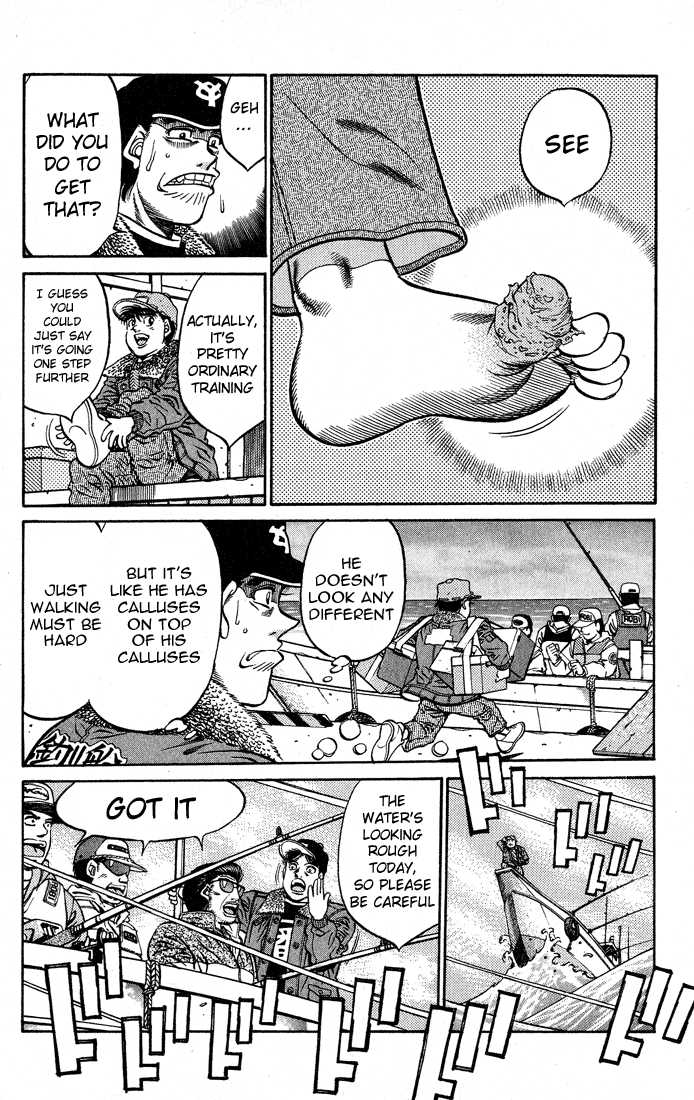 SEE
GEH
...
WHAT
DID YOU
DO TO
GET
THAT?
ACTUALLY,
IT'S
PRETTY
ORDINARY
TRAINING
I GUESS
YOU
COULD
JUST SAY
IT'S GOING
ONE STEP
FURTHER
HE
DOESN'T
LOOK ANY
DIFFERENT
BUT IT'S
LIKE HE HAS
CALLUSES
ON TOP
OF HIS
CALLUSES
JUST
WALKING
MUST BE
HARD
THE
WATER'S
LOOKING
ROUGH
TODAY,
SO PLEASE
BE CAREFUL
GOT IT